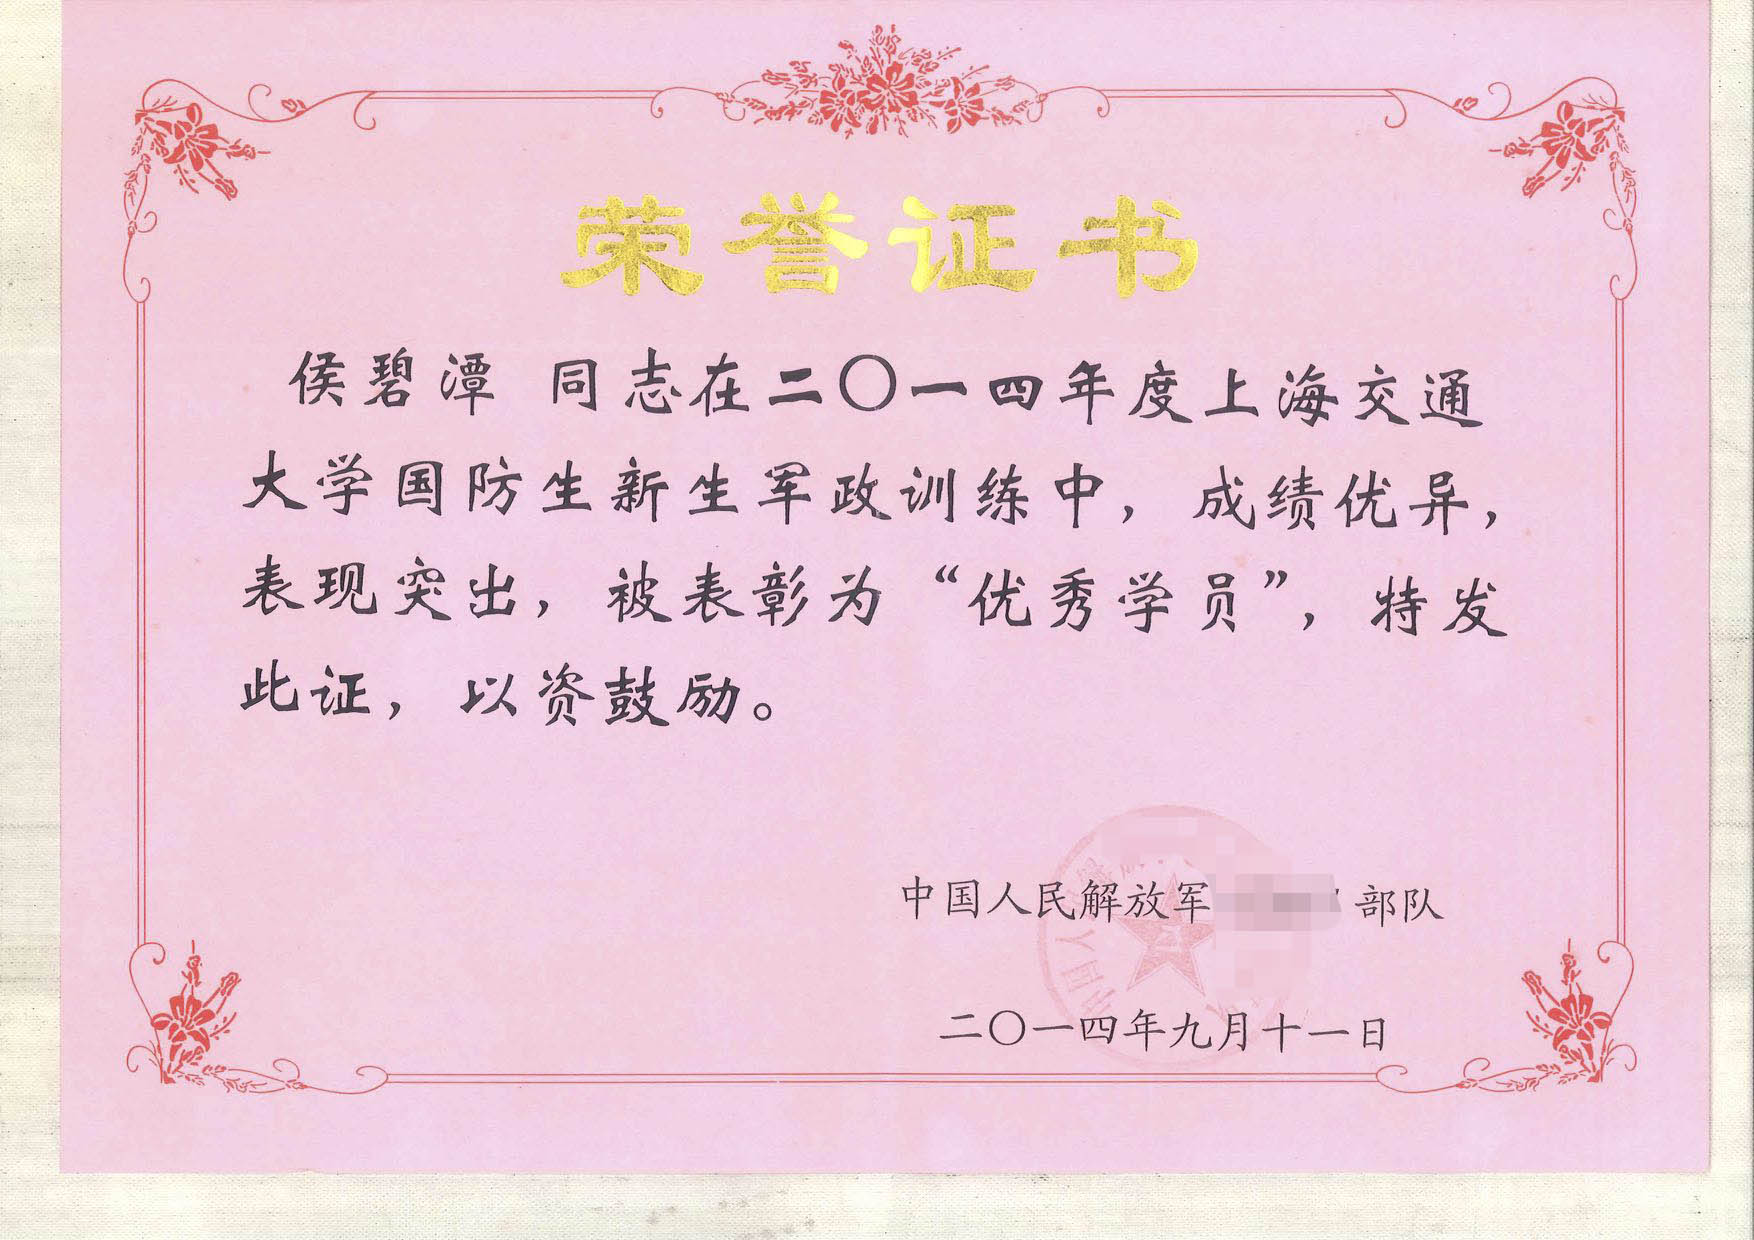 荣誉证书
侯碧潭 同志在二〇一四年度上海交通
大学国防生新生军政训练中，成绩优异，
表现突出，被表彰为“优秀学员”，特发
此证，以资鼓励。
中国人民解放军 部队
二〇一四年九月十一日